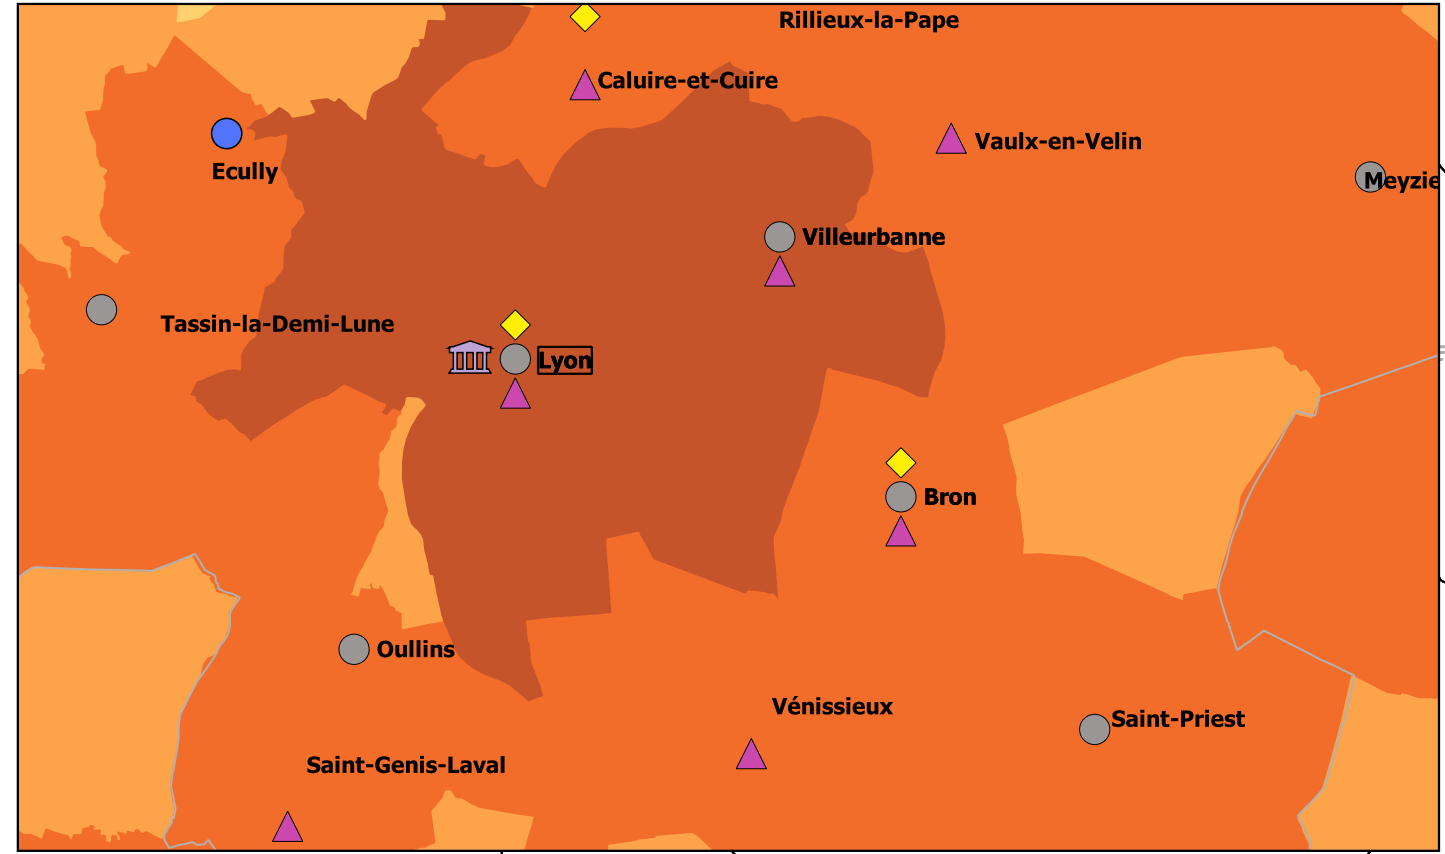 Rillieux-la-Pape
Caluire-et-Cuire
Vaulx-en-Velin
Ecully
Meyzie
Villeurbanne
Tassin-la-Demi-Lune
Lyon
Bron
Oullins
Vénissieux
Saint-Priest
Saint-Genis-Laval